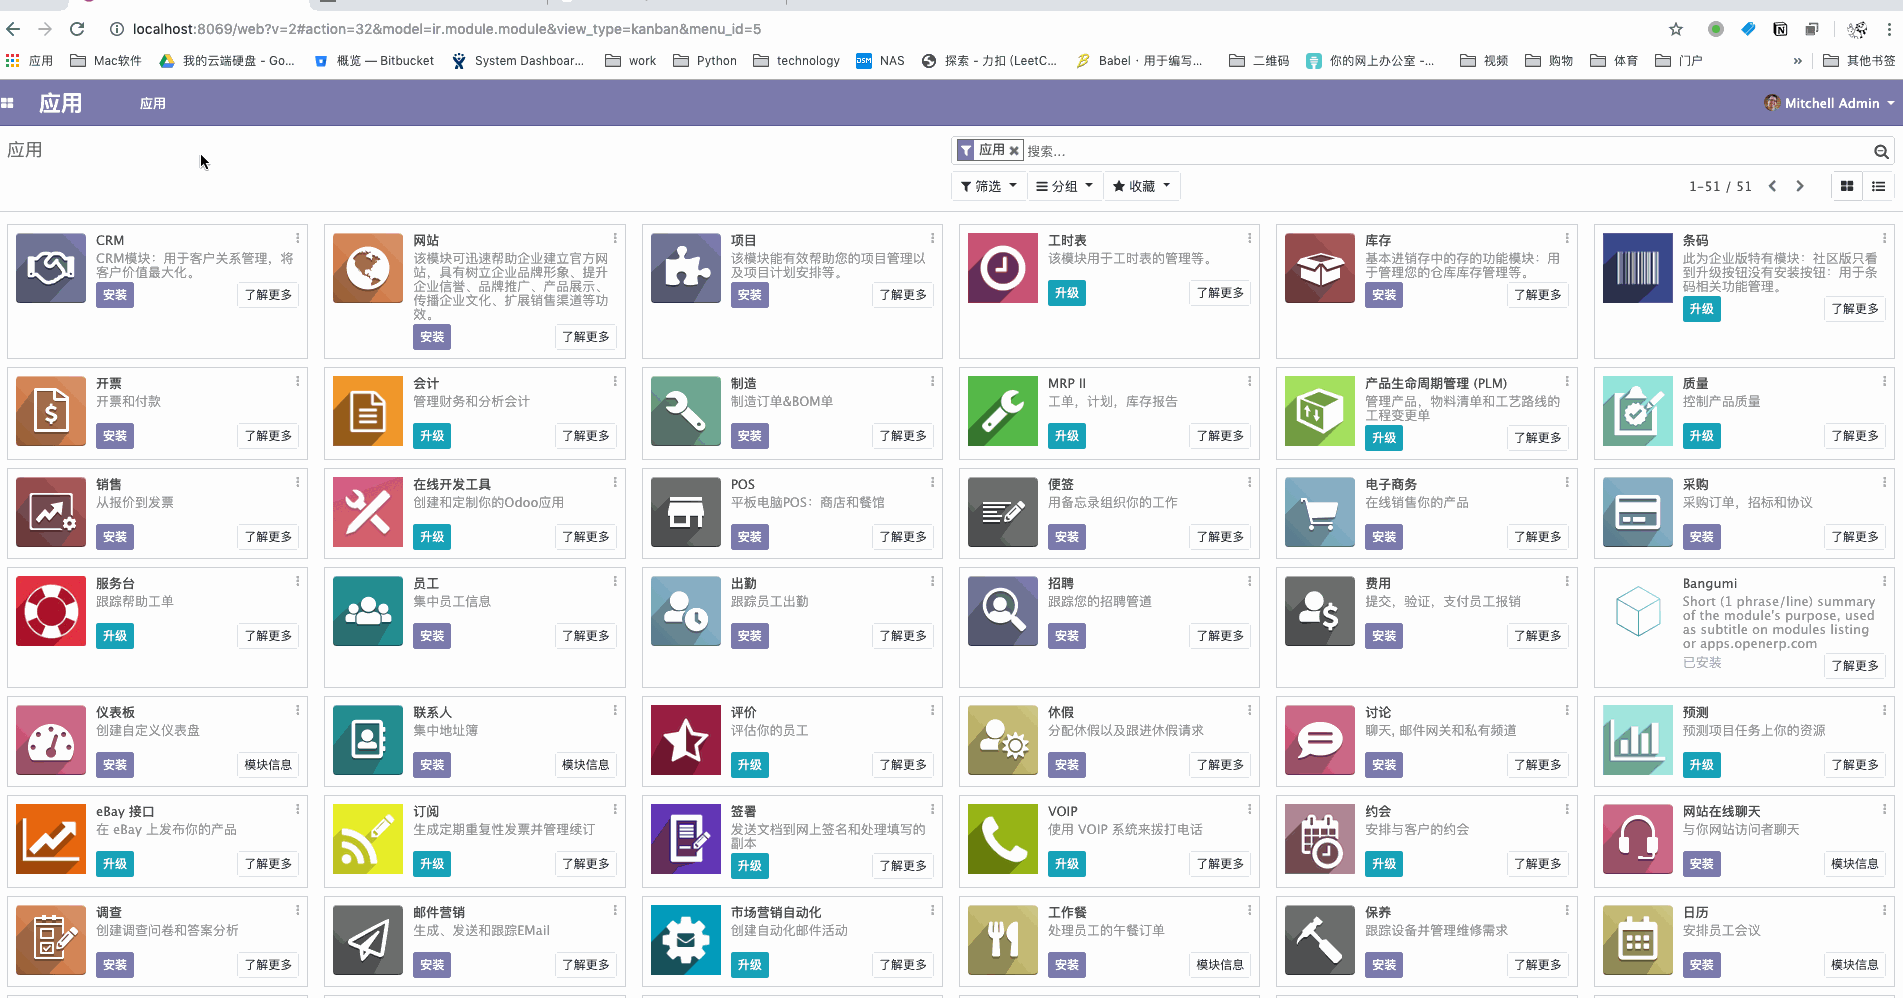 localhost:8069/web?v=2#action=32&model=ir.module.module&view_type=kanban&menu_id=5
应用 Mac软件 我的云端硬盘 - Go... 概览 — Bitbucket System Dashboar... work Python technology NAS 探索 - 力扣 (LeetC... Babel · 用于编写... 二维码 你的网上办公室 -... 视频 购物 体育 门户 » 其他书签
应用 应用 Mitchell Admin
应用
应用 搜索...
筛选 分组 收藏 1-51 / 51
CRM
CRM模块：用于客户关系管理，将
客户价值最大化。
安装 了解更多
网站
该模块可迅速帮助企业建立官方网
站，具有树立企业品牌形象、提升
企业信誉、品牌推广、产品展示、
传播企业文化、扩展销售渠道等功
效。
安装 了解更多
项目
该模块能有效帮助您的项目管理以
及项目计划安排等。
安装 了解更多
工时表
该模块用于工时表的管理等。
升级 了解更多
库存
基本进销存中的存的功能模块：用
于管理您的仓库库存管理等。
安装 了解更多
条码
此为企业版特有模块：社区版只看
到升级按钮没有安装按钮：用于条
码相关功能管理。
升级 了解更多
开票
开票和付款
安装 了解更多
会计
管理财务和分析会计
升级 了解更多
制造
制造订单&BOM单
安装 了解更多
MRP II
工单，计划，库存报告
升级 了解更多
产品生命周期管理 (PLM)
管理产品，物料清单和工艺路线的
工程变更单
升级 了解更多
质量
控制产品质量
升级 了解更多
销售
从报价到发票
安装 了解更多
在线开发工具
创建和定制你的Odoo应用
升级 了解更多
POS
平板电脑POS：商店和餐馆
安装 了解更多
便签
用备忘录组织你的工作
安装 了解更多
电子商务
在线销售你的产品
安装 了解更多
采购
采购订单，招标和协议
安装 了解更多
服务台
跟踪帮助工单
升级 了解更多
员工
集中员工信息
安装 了解更多
出勤
跟踪员工出勤
安装 了解更多
招聘
跟踪您的招聘管道
安装 了解更多
费用
提交，验证，支付员工报销
安装 了解更多
Bangumi
Short (1 phrase/line) summary
of the module's purpose, used
as subtitle on modules listing
or apps.openerp.com
已安装 了解更多
仪表板
创建自定义仪表盘
安装 模块信息
联系人
集中地址簿
安装 模块信息
评价
评估你的员工
升级 了解更多
休假
分配休假以及跟进休假请求
安装 了解更多
讨论
聊天, 邮件网关和私有频道
安装 了解更多
预测
预测项目任务上你的资源
升级 了解更多
eBay 接口
在 eBay 上发布你的产品
升级 了解更多
订阅
生成定期重复性发票并管理续订
升级 了解更多
签署
发送文档到网上签名和处理填写的
副本
升级 了解更多
VOIP
使用 VOIP 系统来拨打电话
升级 了解更多
约会
安排与客户的约会
升级 了解更多
网站在线聊天
与你网站访问者聊天
安装 模块信息
调查
创建调查问卷和答案分析
安装 了解更多
邮件营销
生成、发送和跟踪EMail
安装 了解更多
市场营销自动化
创建自动化邮件活动
升级 了解更多
工作餐
处理员工的午餐订单
安装 模块信息
保养
跟踪设备并管理维修需求
安装 了解更多
日历
安排员工会议
安装 模块信息